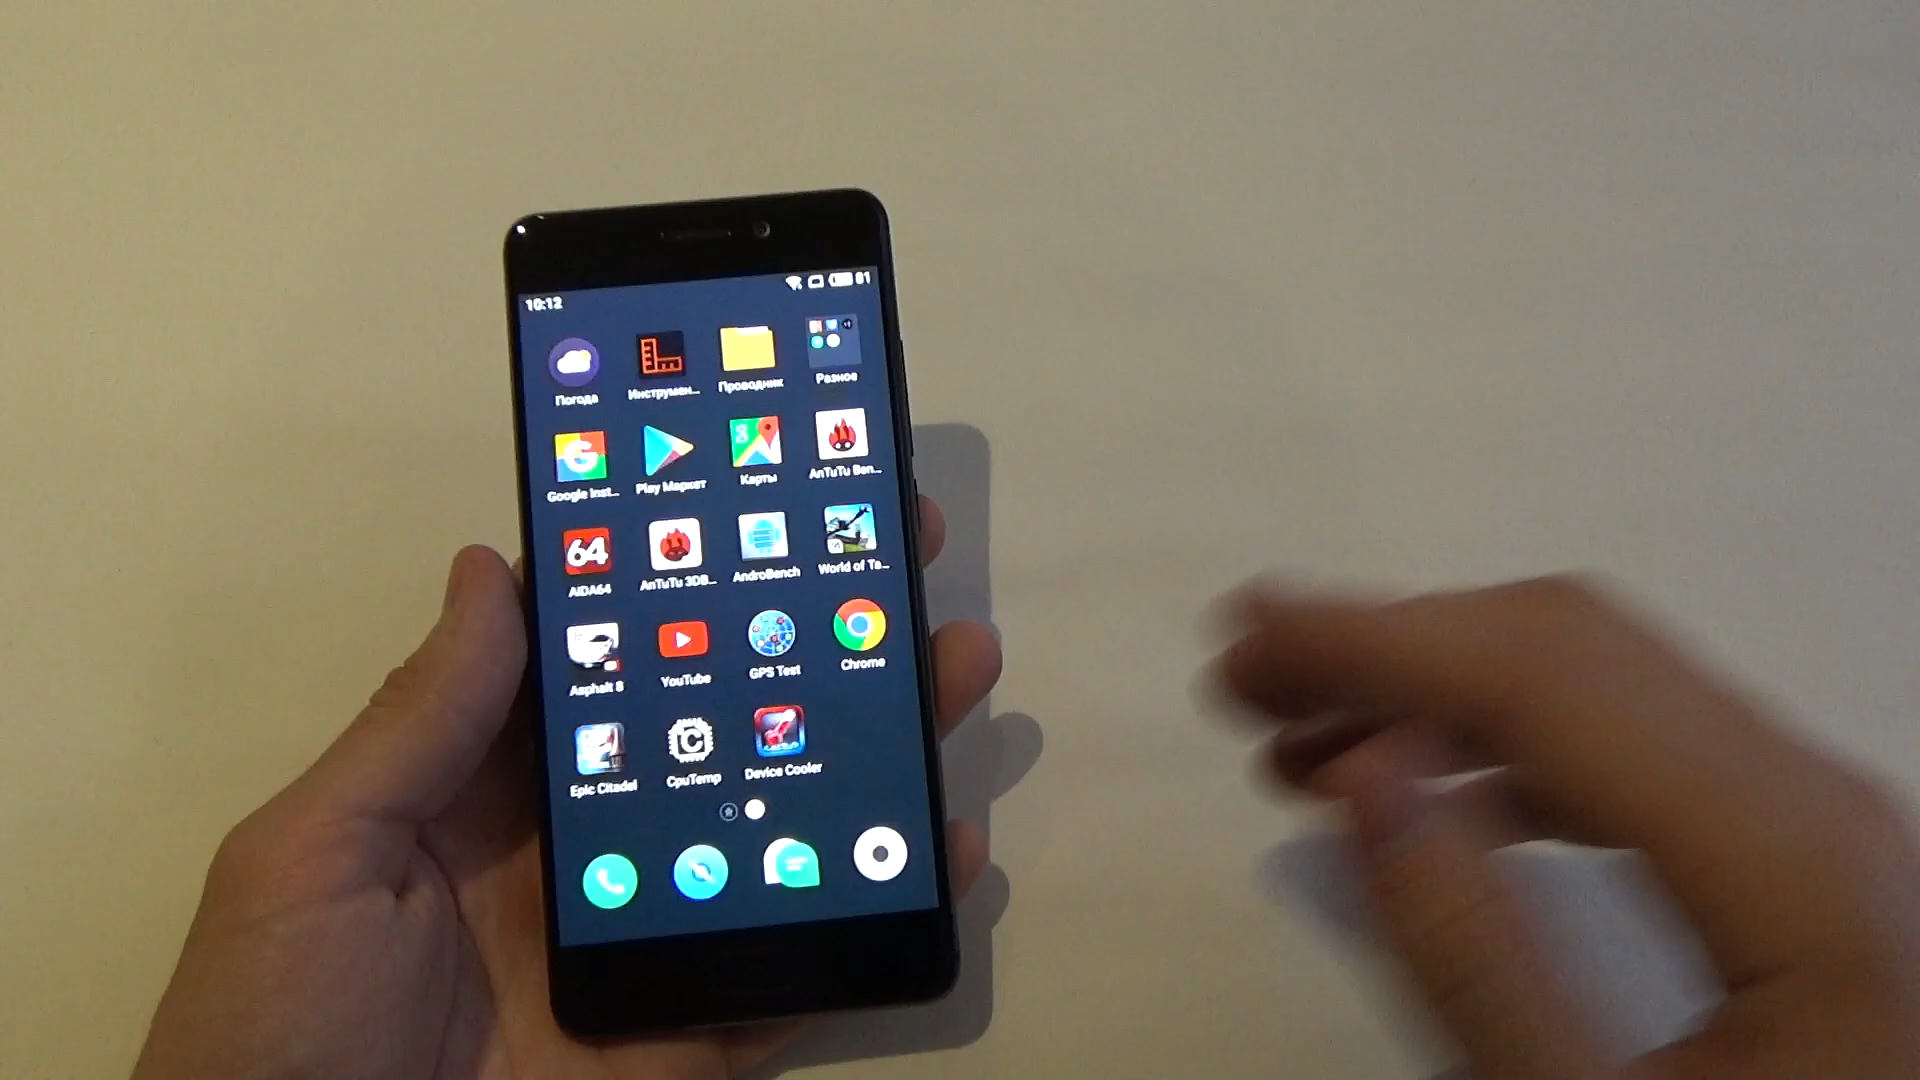 10:12 81
Погода Инструмен... Проводник Разное
Google Inst... Play Маркет Карты AnTuTu Ben...
64
AIDA64 AnTuTu 3DB... AndroBench World of Ta...
Asphalt 8 YouTube GPS Test Chrome
Epic Citadel CpuTemp Device Cooler